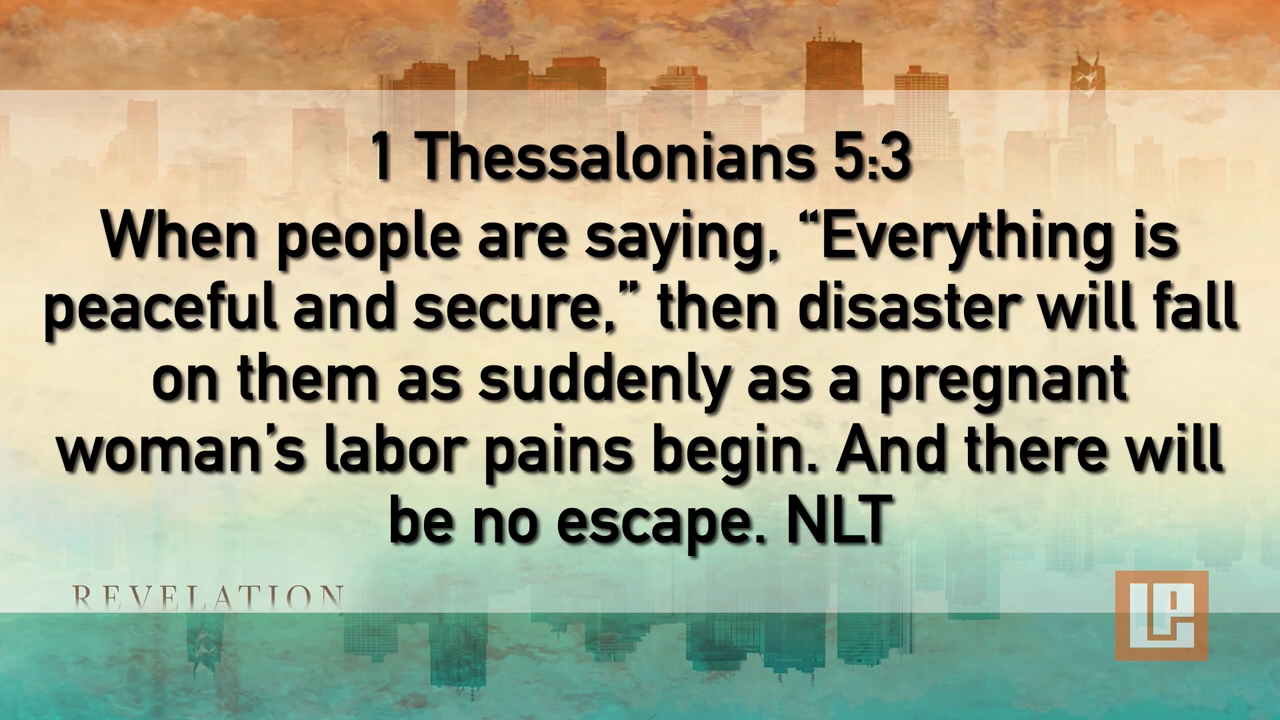 1 Thessalonians 5:3
When people are saying, “Everything is
peaceful and secure,” then disaster will fall
on them as suddenly as a pregnant
woman’s labor pains begin. And there will
be no escape. NLT
REVELATION
LP